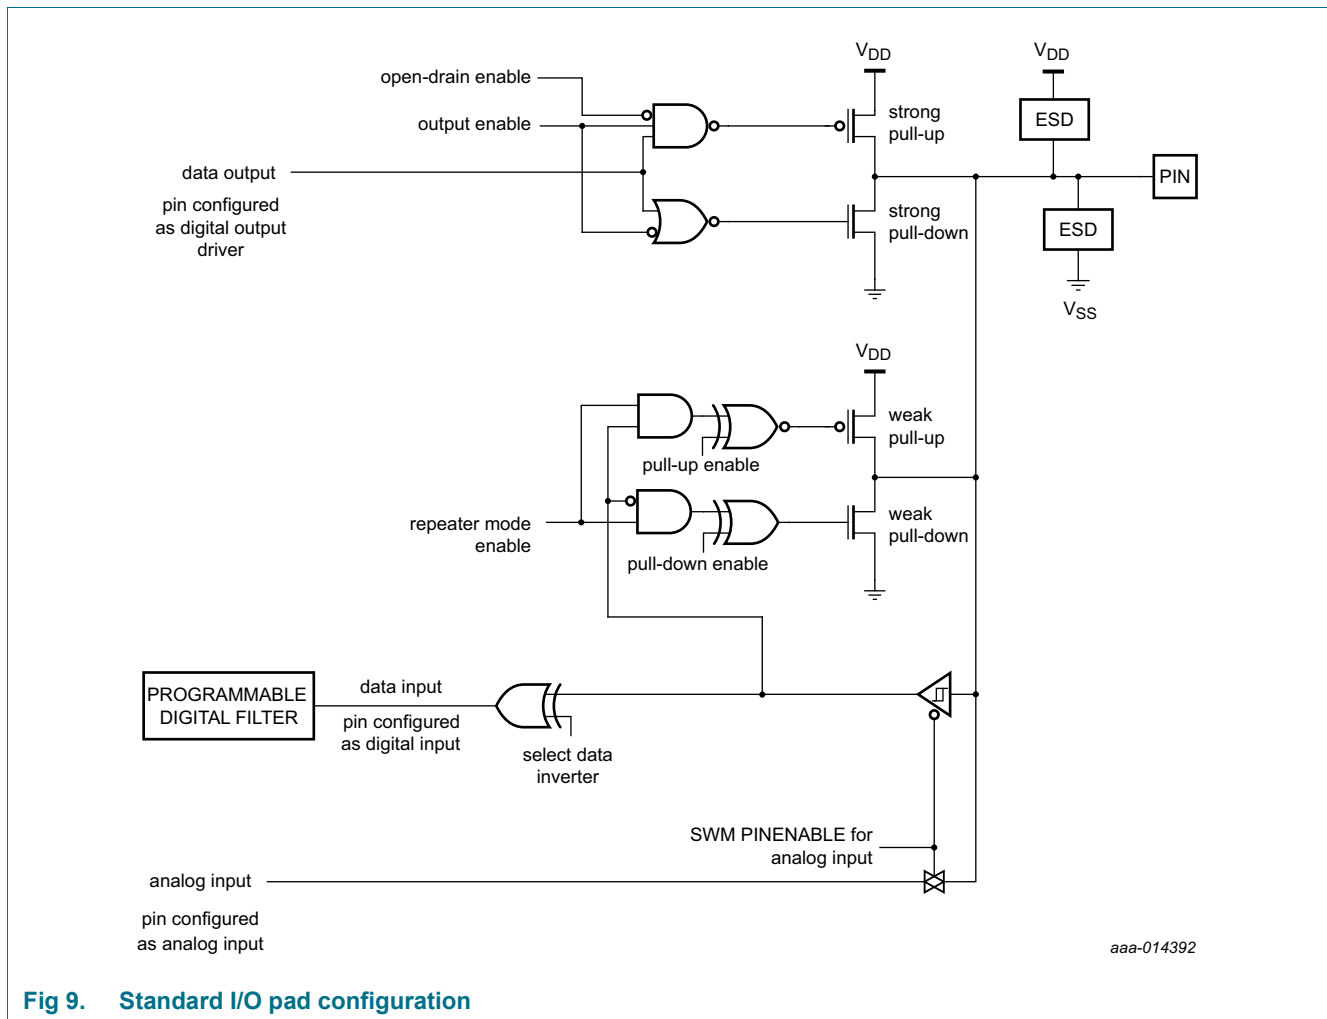 VDD
VDD
open-drain enable
strong
pull-up
ESD
output enable
data output
PIN
pin configured
as digital output
driver
strong
pull-down
ESD
VSS
VDD
weak
pull-up
pull-up enable
repeater mode
enable
weak
pull-down
pull-down enable
PROGRAMMABLE
DIGITAL FILTER
data input
pin configured
as digital input
select data
inverter
SWM PINENABLE for
analog input
analog input
pin configured
as analog input
aaa-014392
Fig 9. Standard I/O pad configuration